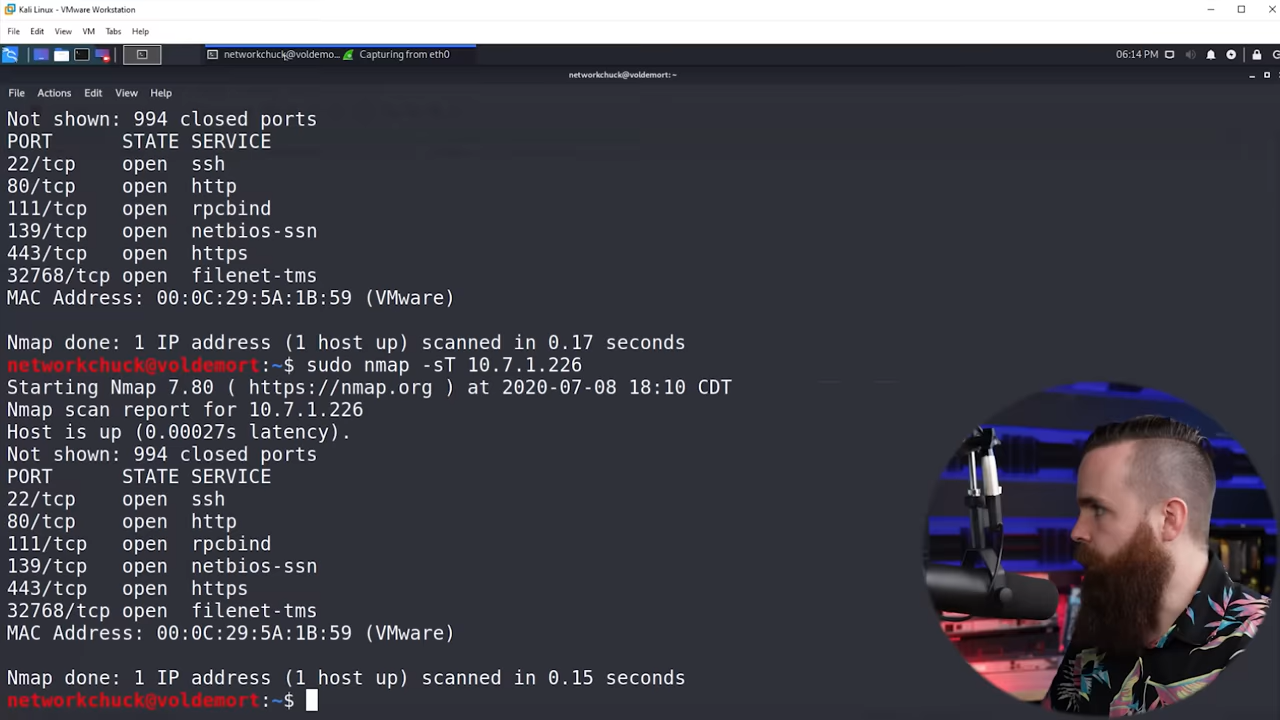 Kali Linux - VMware Workstation
File Edit View VM Tabs Help
networkchuck@voldemo... Capturing from eth0 06:14 PM
networkchuck@voldemort: ~
File Actions Edit View Help
Not shown: 994 closed ports
PORT STATE SERVICE
22/tcp open ssh
80/tcp open http
111/tcp open rpcbind
139/tcp open netbios-ssn
443/tcp open https
32768/tcp open filenet-tms
MAC Address: 00:0C:29:5A:1B:59 (VMware)
Nmap done: 1 IP address (1 host up) scanned in 0.17 seconds
networkchuck@voldemort:~$ sudo nmap -sT 10.7.1.226
Starting Nmap 7.80 ( https://nmap.org ) at 2020-07-08 18:10 CDT
Nmap scan report for 10.7.1.226
Host is up (0.00027s latency).
Not shown: 994 closed ports
PORT STATE SERVICE
22/tcp open ssh
80/tcp open http
111/tcp open rpcbind
139/tcp open netbios-ssn
443/tcp open https
32768/tcp open filenet-tms
MAC Address: 00:0C:29:5A:1B:59 (VMware)
Nmap done: 1 IP address (1 host up) scanned in 0.15 seconds
networkchuck@voldemort:~$